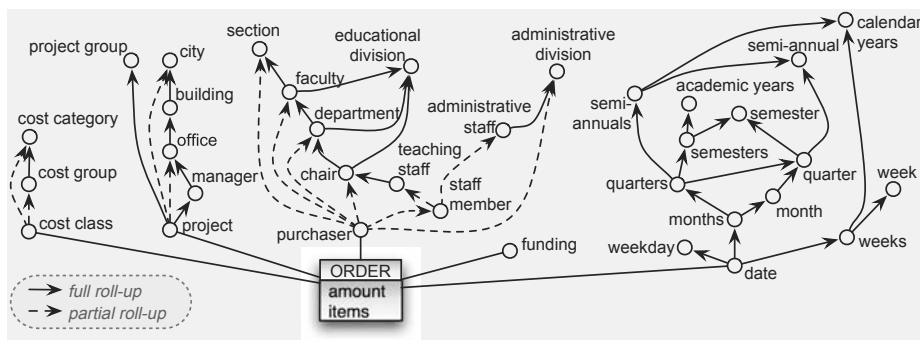 section
educational
division
administrative
division
calendar
years
project group
city
semi-annual
faculty
academic years
building
semi-
annuals
department
administrative
staff
semester
cost category
office
teaching
staff
semesters
chair
manager
staff
member
quarters
quarter
week
cost group
months
month
cost class
project
purchaser
funding
weekday
weeks
date
ORDER
amount
items
full roll-up
partial roll-up